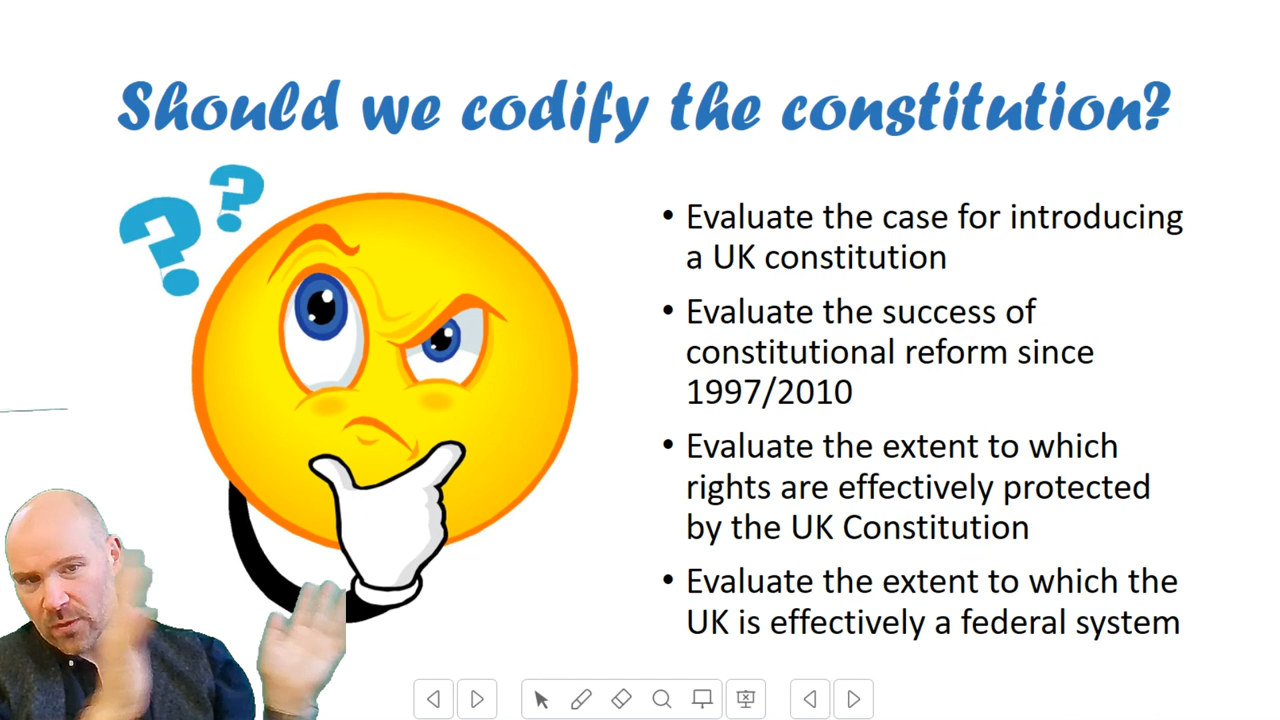 Should we codify the constitution?
? ?
• Evaluate the case for introducing
a UK constitution
• Evaluate the success of
constitutional reform since
1997/2010
• Evaluate the extent to which
rights are effectively protected
by the UK Constitution
• Evaluate the extent to which the
UK is effectively a federal system